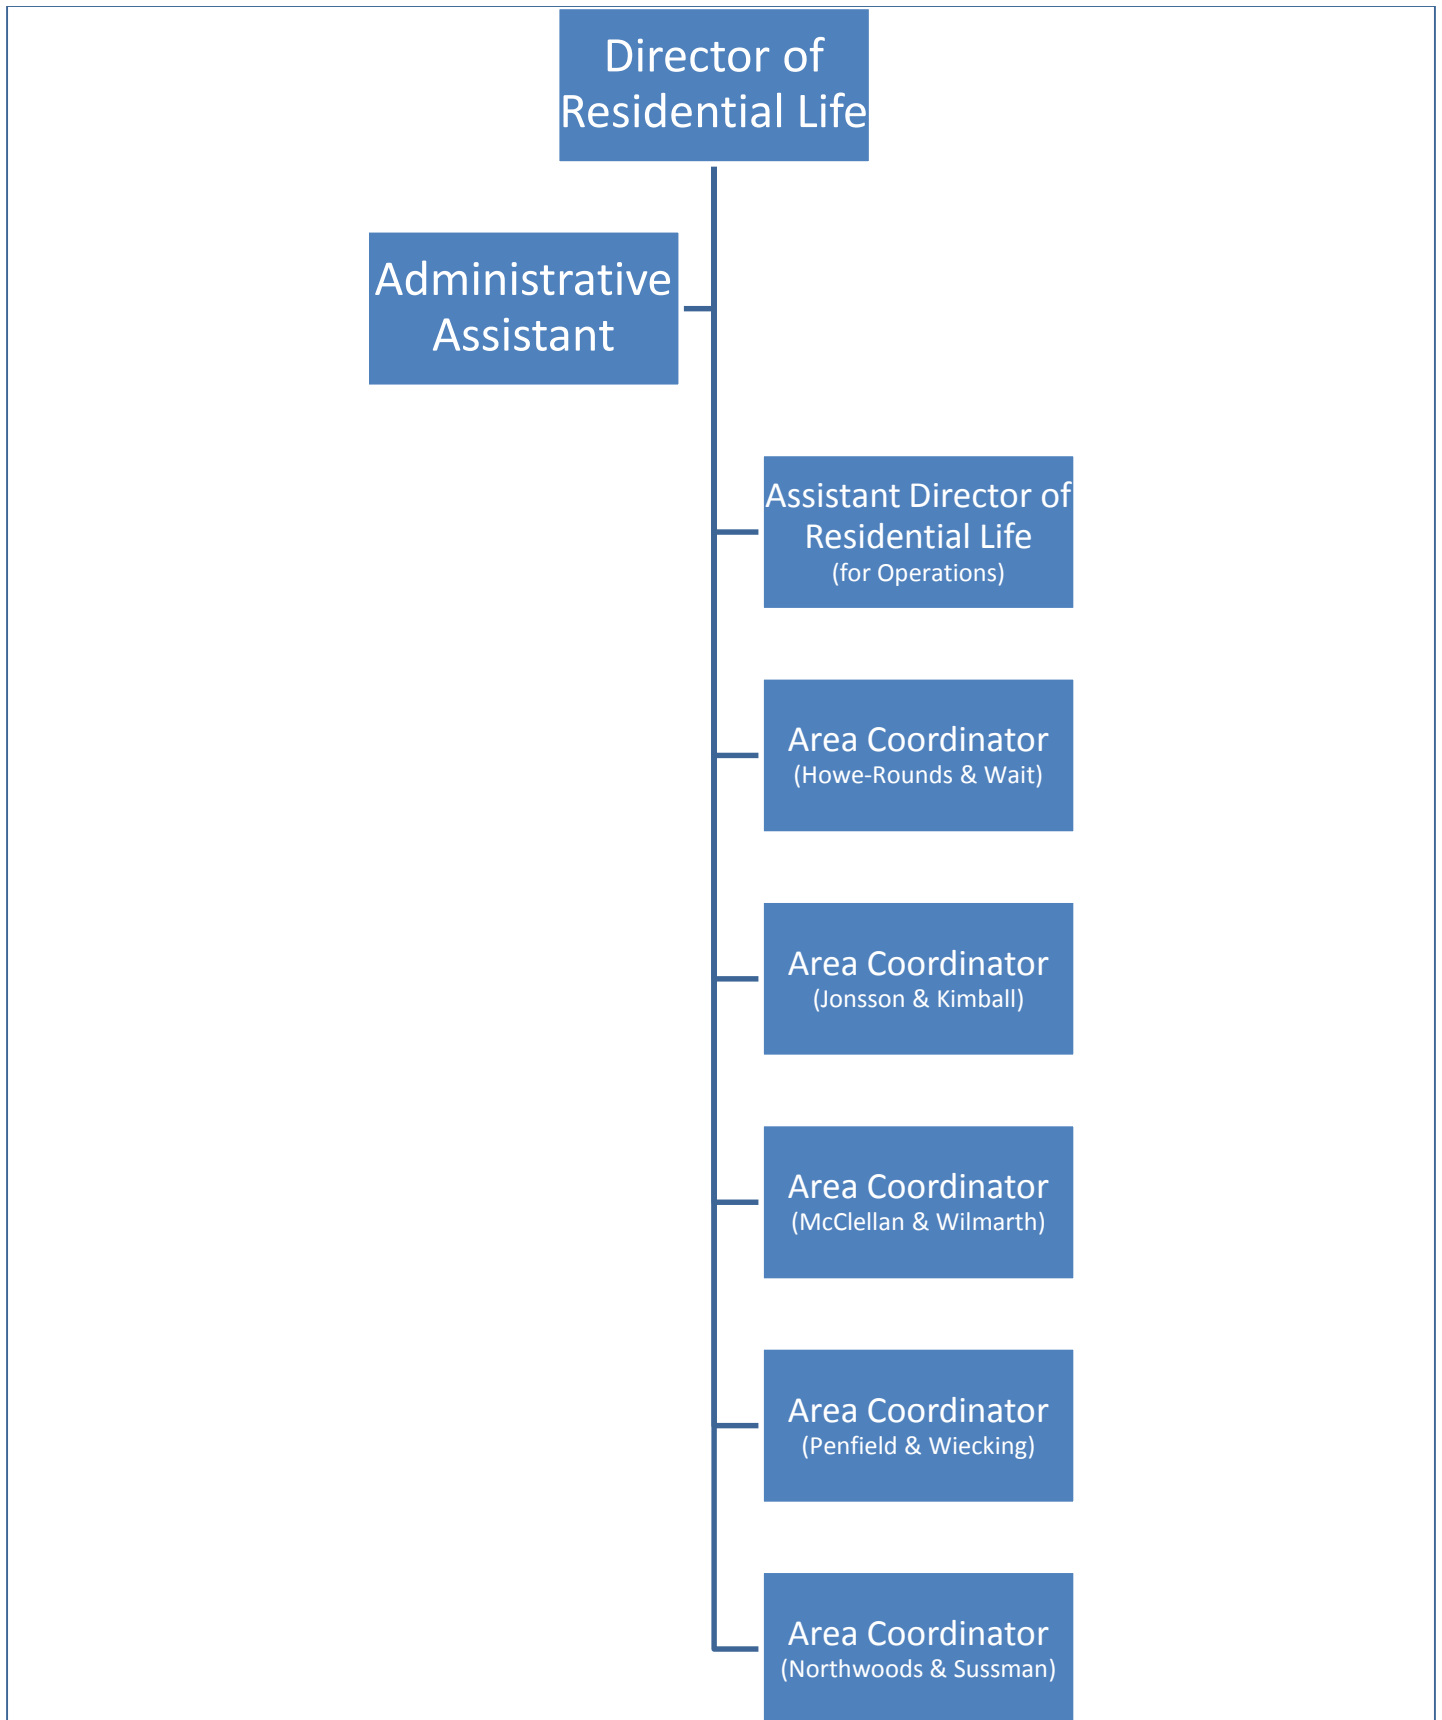 Director of
Residential Life
Administrative
Assistant
Assistant Director of
Residential Life
(for Operations)
Area Coordinator
(Howe-Rounds & Wait)
Area Coordinator
(Jonsson & Kimball)
Area Coordinator
(McClellan & Wilmarth)
Area Coordinator
(Penfield & Wiecking)
Area Coordinator
(Northwoods & Sussman)